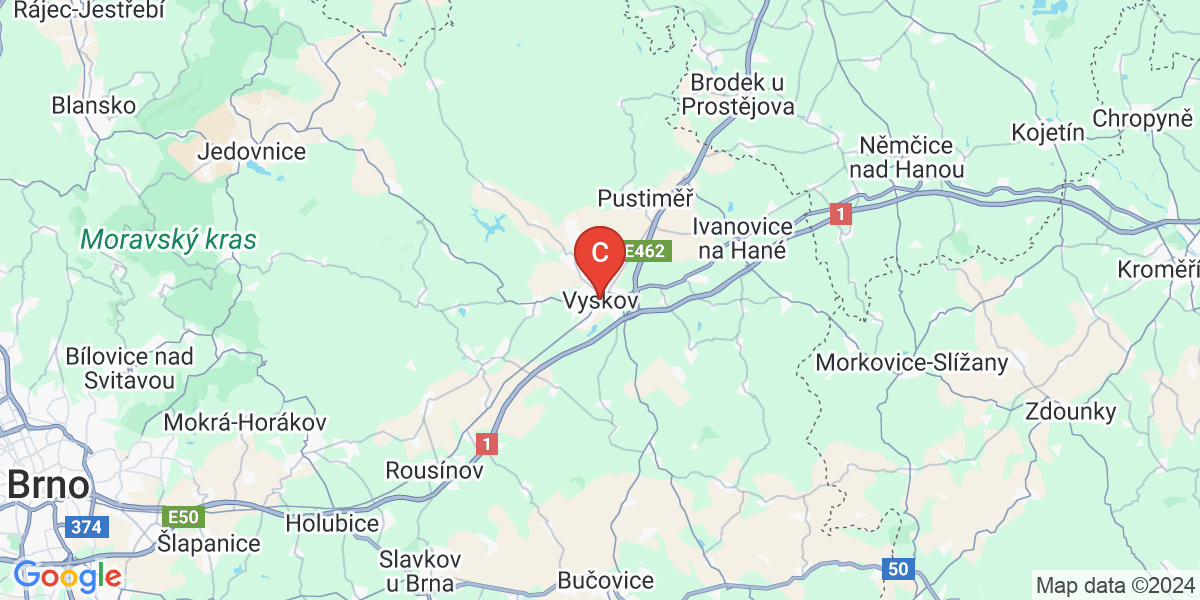 Rájec-Jestřebí
Blansko
Brodek u
Prostějova
Chropyně
Kojetín
Němčice
nad Hanou
Jedovnice
Pustiměř
1
Ivanovice
na Hané
Moravský kras
C
E462
Kroměří
Vyškov
Bílovice nad
Svitavou
Morkovice-Slížany
Zdounky
Mokrá-Horákov
1
Rousínov
Brno
E50
374
Holubice
Šlapanice
Slavkov
u Brna
50
Google
Bučovice
Map data ©2024